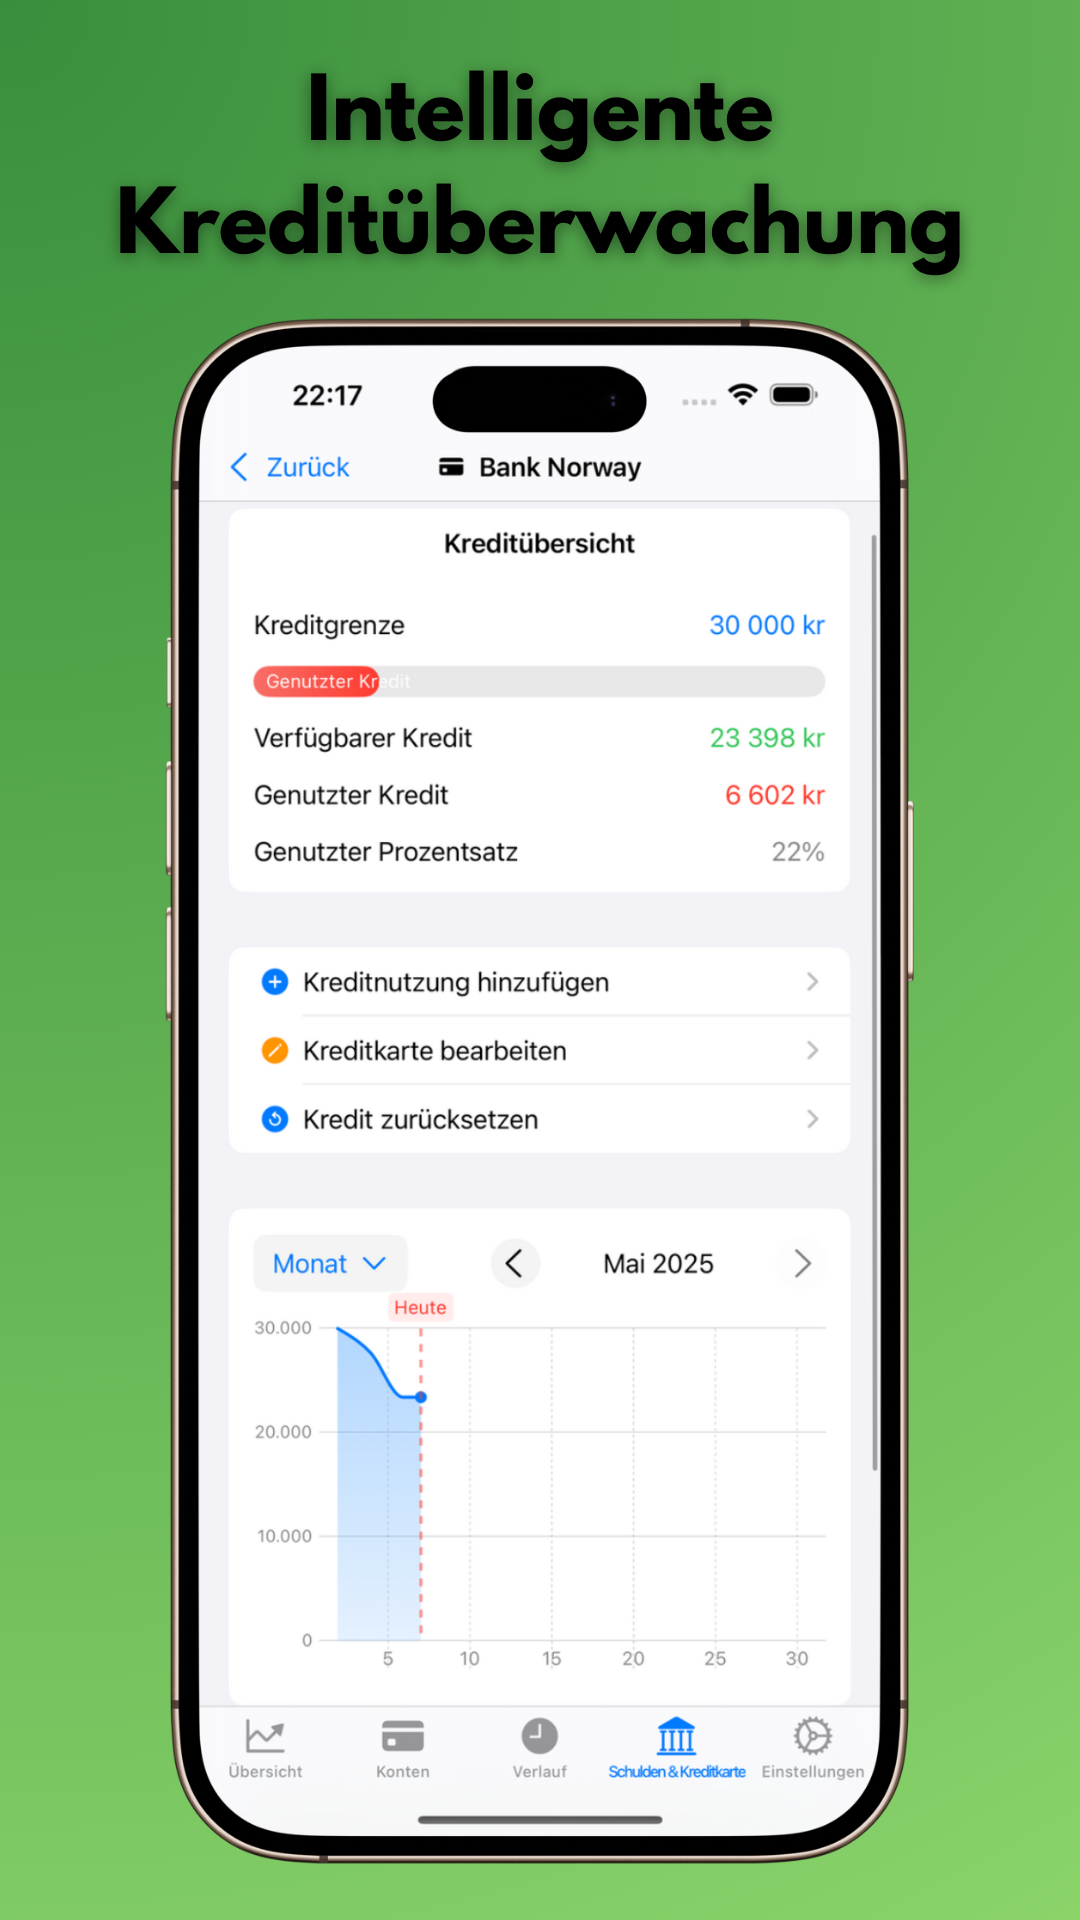 Intelligente
Kreditüberwachung
22:17
Zurück
Bank Norway
Kreditübersicht
Kreditgrenze 30 000 kr
Genutzter Kredit
Verfügbarer Kredit 23 398 kr
Genutzter Kredit 6 602 kr
Genutzter Prozentsatz 22%
Kreditnutzung hinzufügen
Kreditkarte bearbeiten
Kredit zurücksetzen
Monat Mai 2025
Heute
30.000
20.000
10.000
0
5 10 15 20 25 30
Übersicht Konten Verlauf Schulden & Kreditkarte Einstellungen